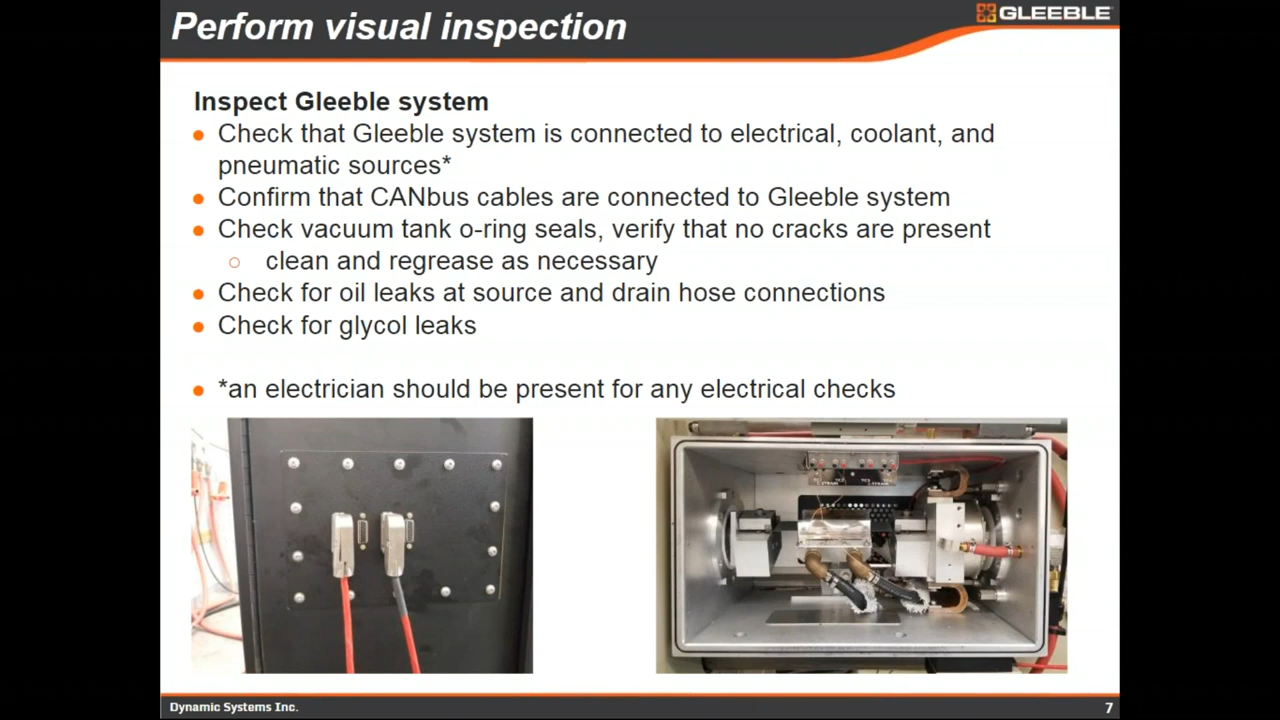 Perform visual inspection
GLEEBLE
Inspect Gleeble system
Check that Gleeble system is connected to electrical, coolant, and
pneumatic sources*
Confirm that CANbus cables are connected to Gleeble system
Check vacuum tank o-ring seals, verify that no cracks are present
clean and regrease as necessary
Check for oil leaks at source and drain hose connections
Check for glycol leaks
*an electrician should be present for any electrical checks
Dynamic Systems Inc.
7